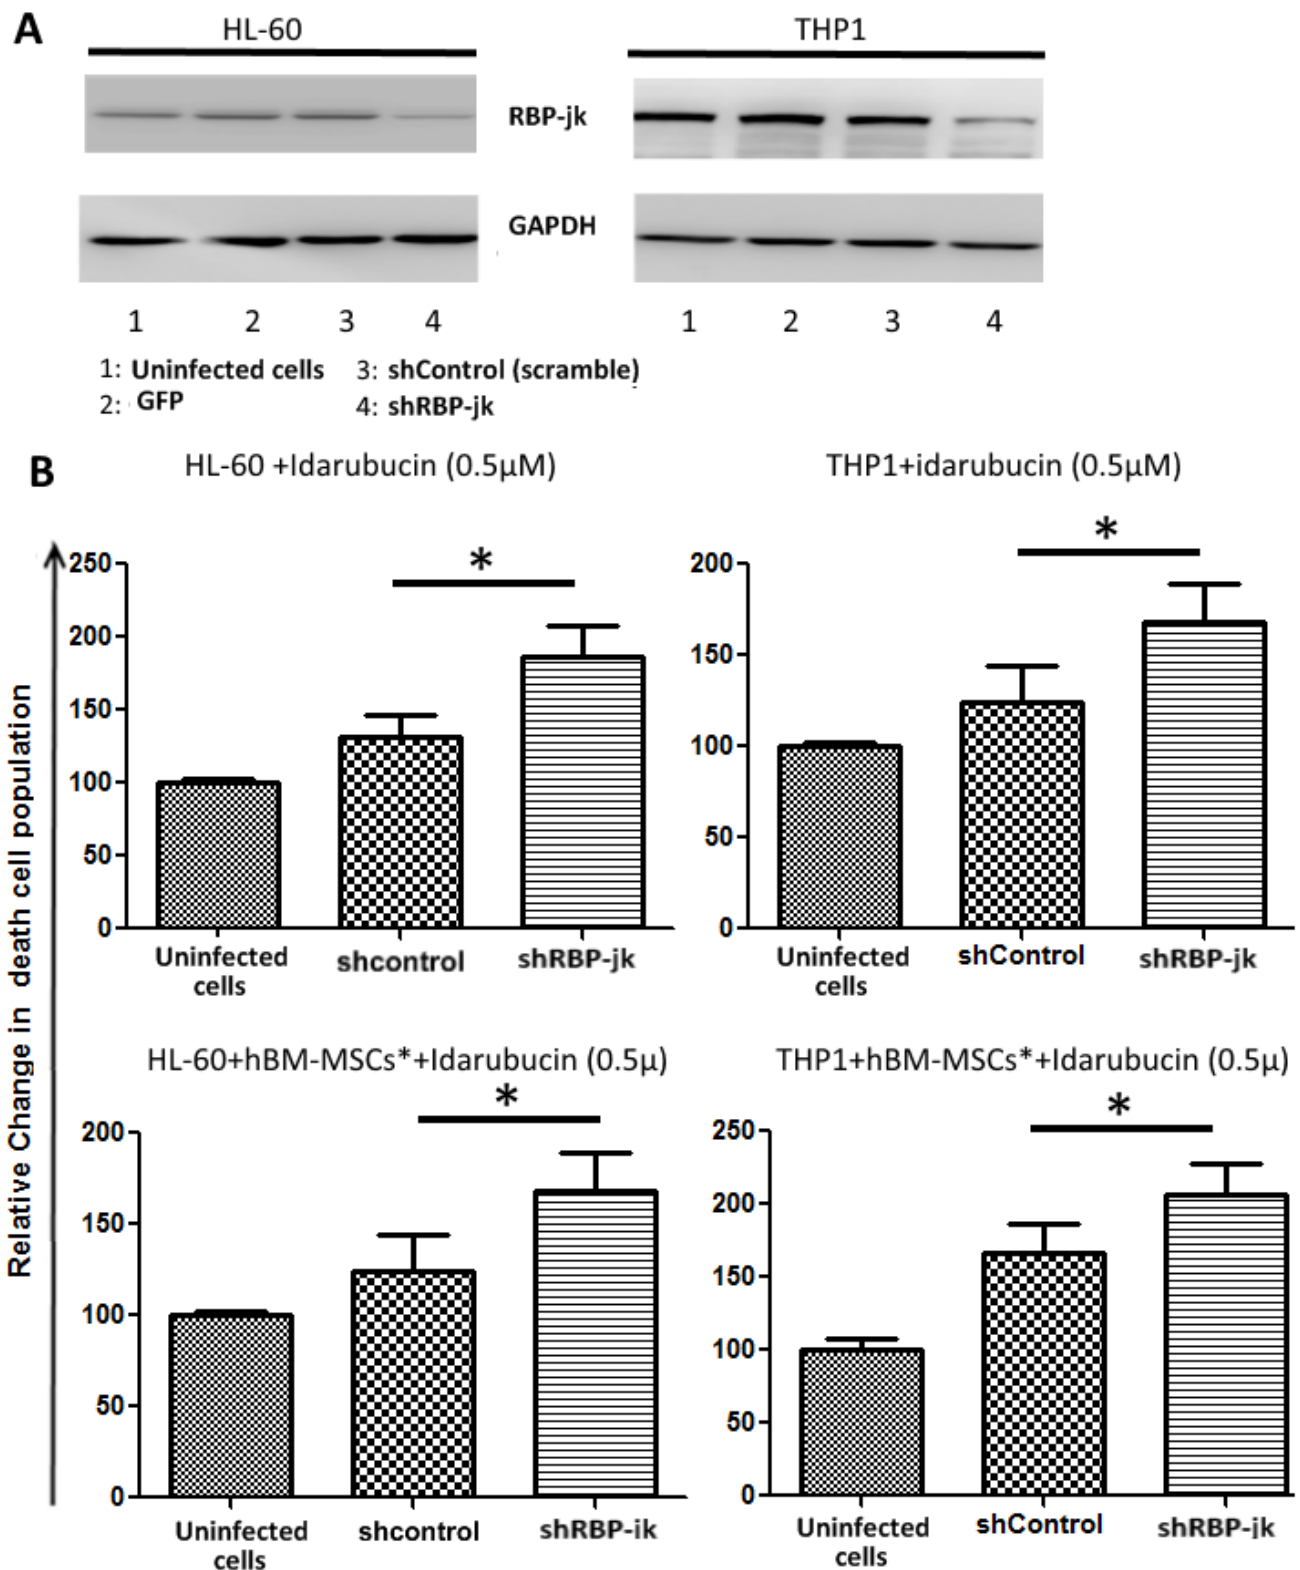 A
HL-60
THP1
RBP-jk
GAPDH
1 2 3 4
1 2 3 4
1: Uninfected cells 3: shControl (scramble)
2: GFP 4: shRBP-jk
B
HL-60 +Idarubucin (0.5µM)
THP1+idarubucin (0.5µM)
Relative Change in death cell population
*
250
200
150
100
50
0
Uninfected
cells
shcontrol
shRBP-jk
*
200
150
100
50
0
Uninfected
cells
shControl
shRBP-jk
HL-60+hBM-MSCs*+Idarubucin (0.5µ)
*
200
150
100
50
0
Uninfected
cells
shcontrol
shRBP-ik
THP1+hBM-MSCs*+Idarubucin (0.5µ)
*
250
200
150
100
50
0
Uninfected
cells
shControl
shRBP-jk